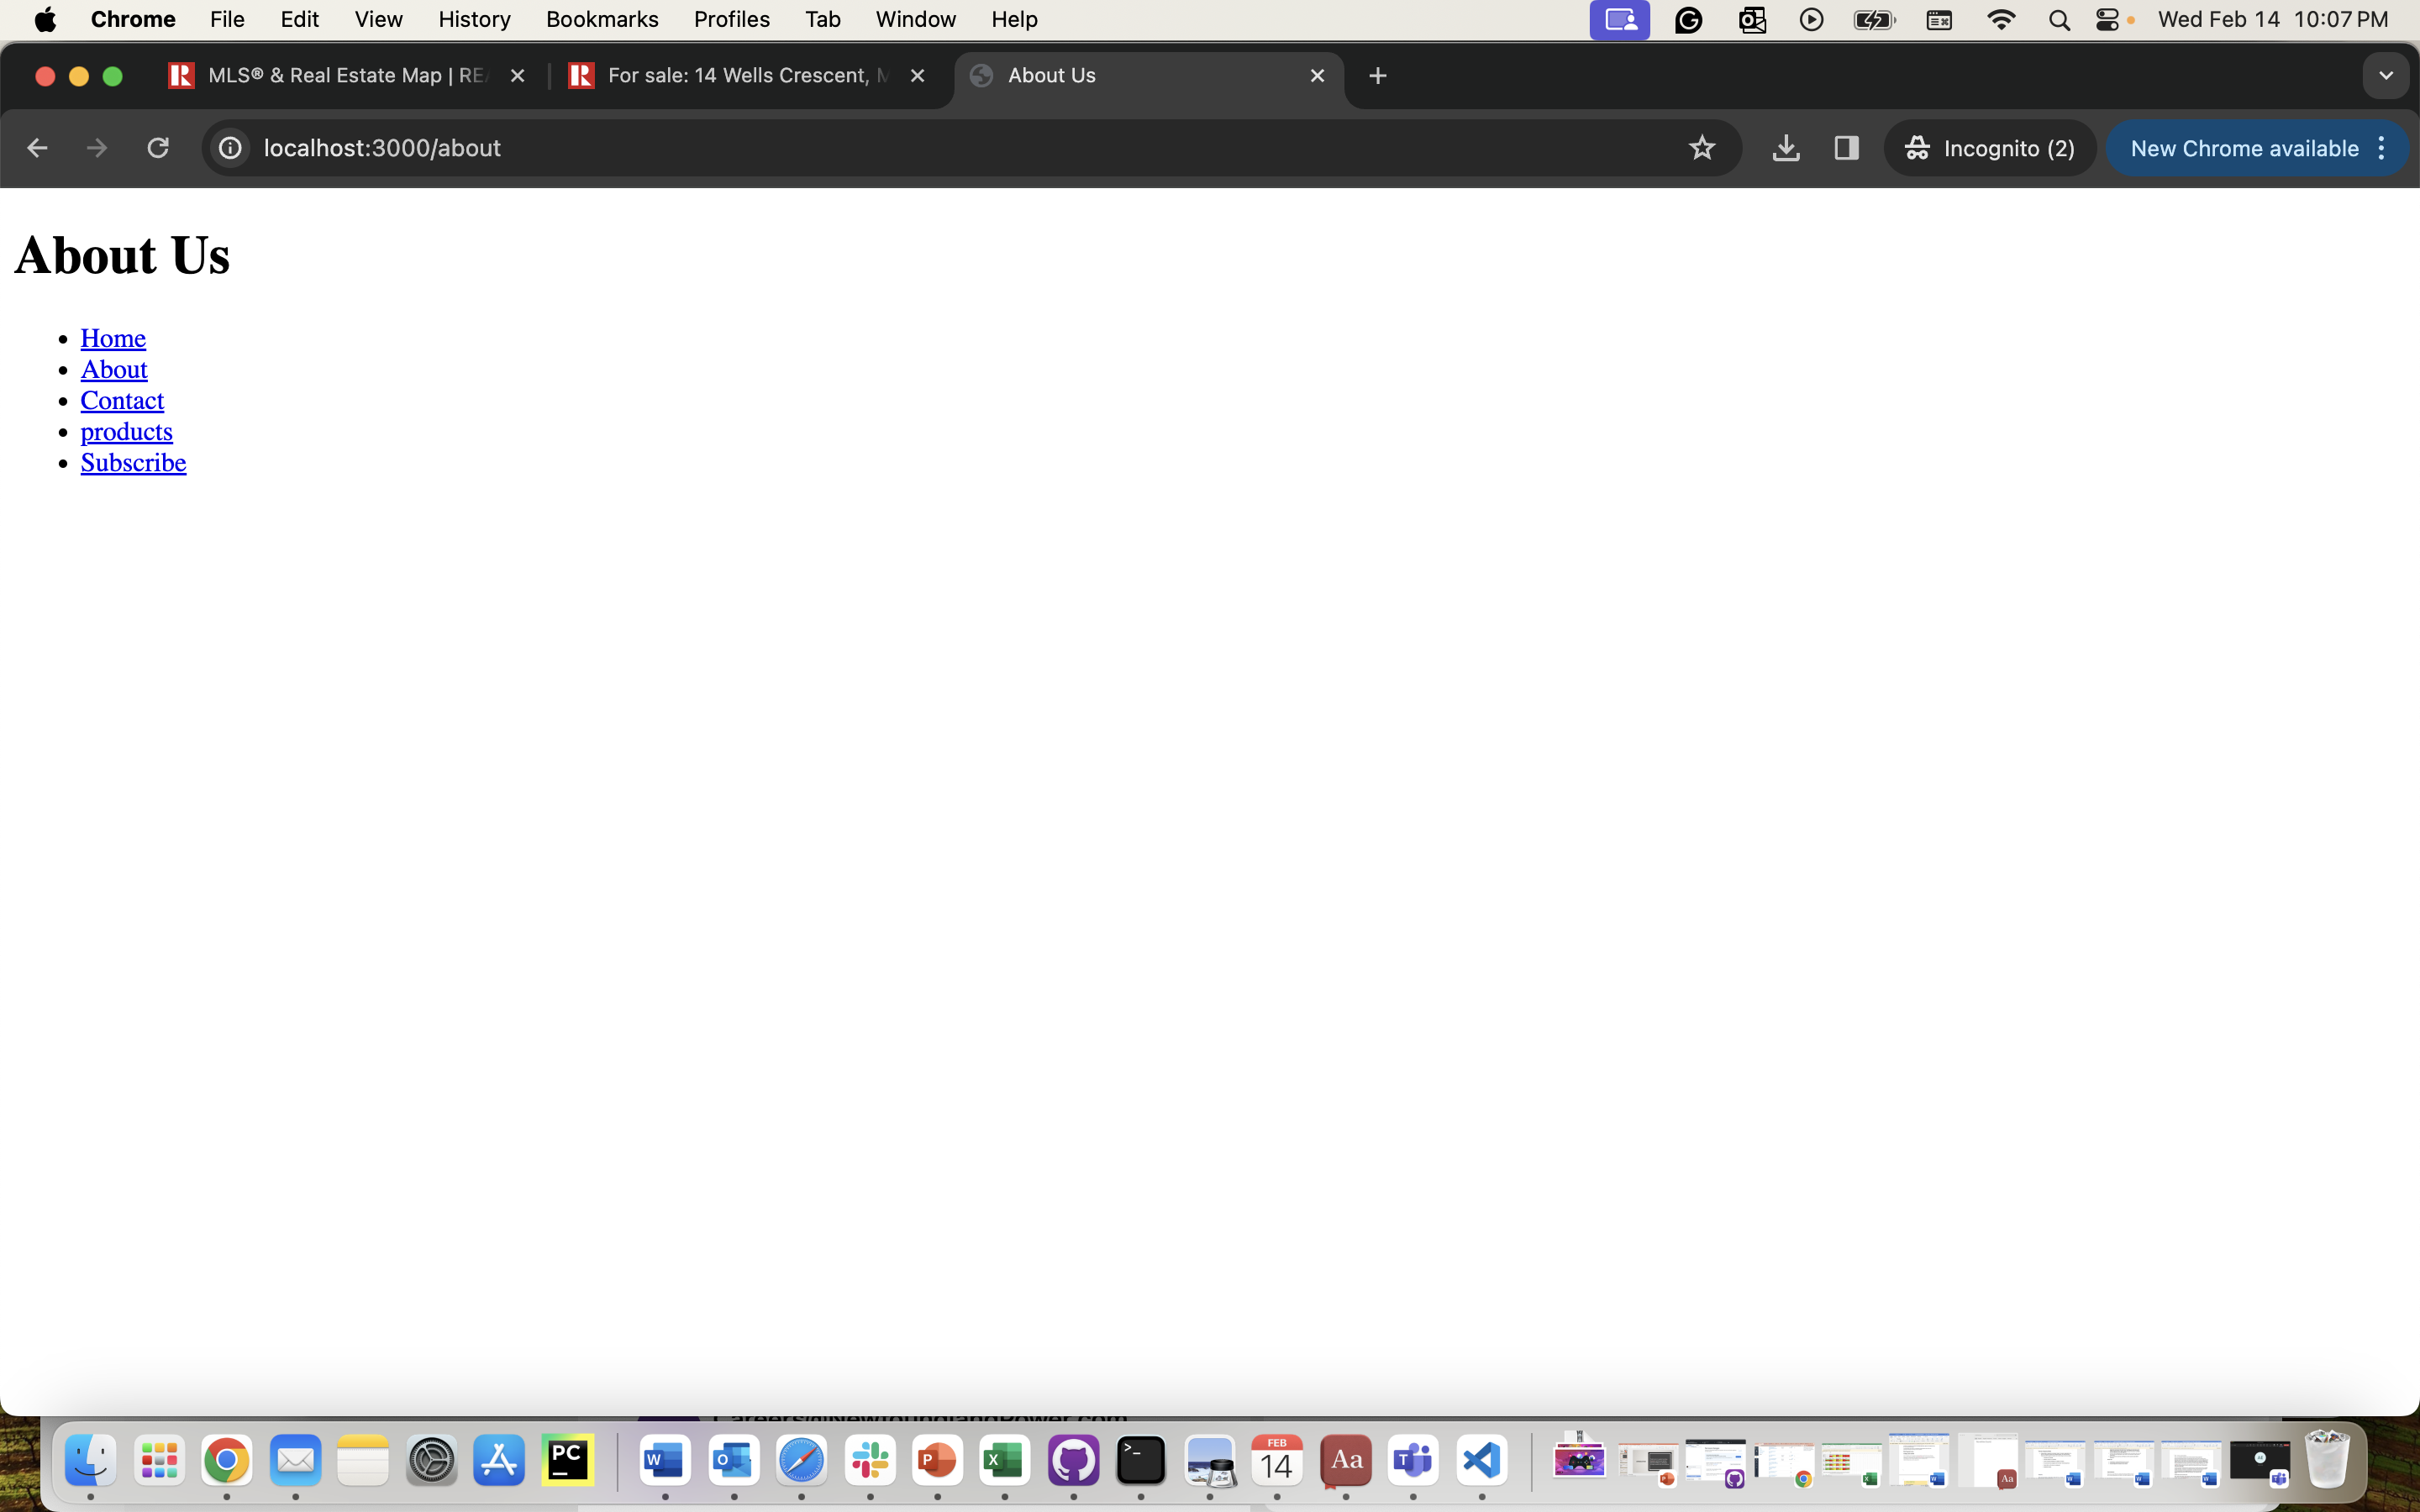 Chrome File Edit View History Bookmarks Profiles Tab Window Help Wed Feb 14 10:07 PM
MLS® & Real Estate Map | RE For sale: 14 Wells Crescent, About Us
localhost:3000/about Incognito (2) New Chrome available
About Us
Home
About
Contact
products
Subscribe
PC W O P X >_ FEB 14 Aa T